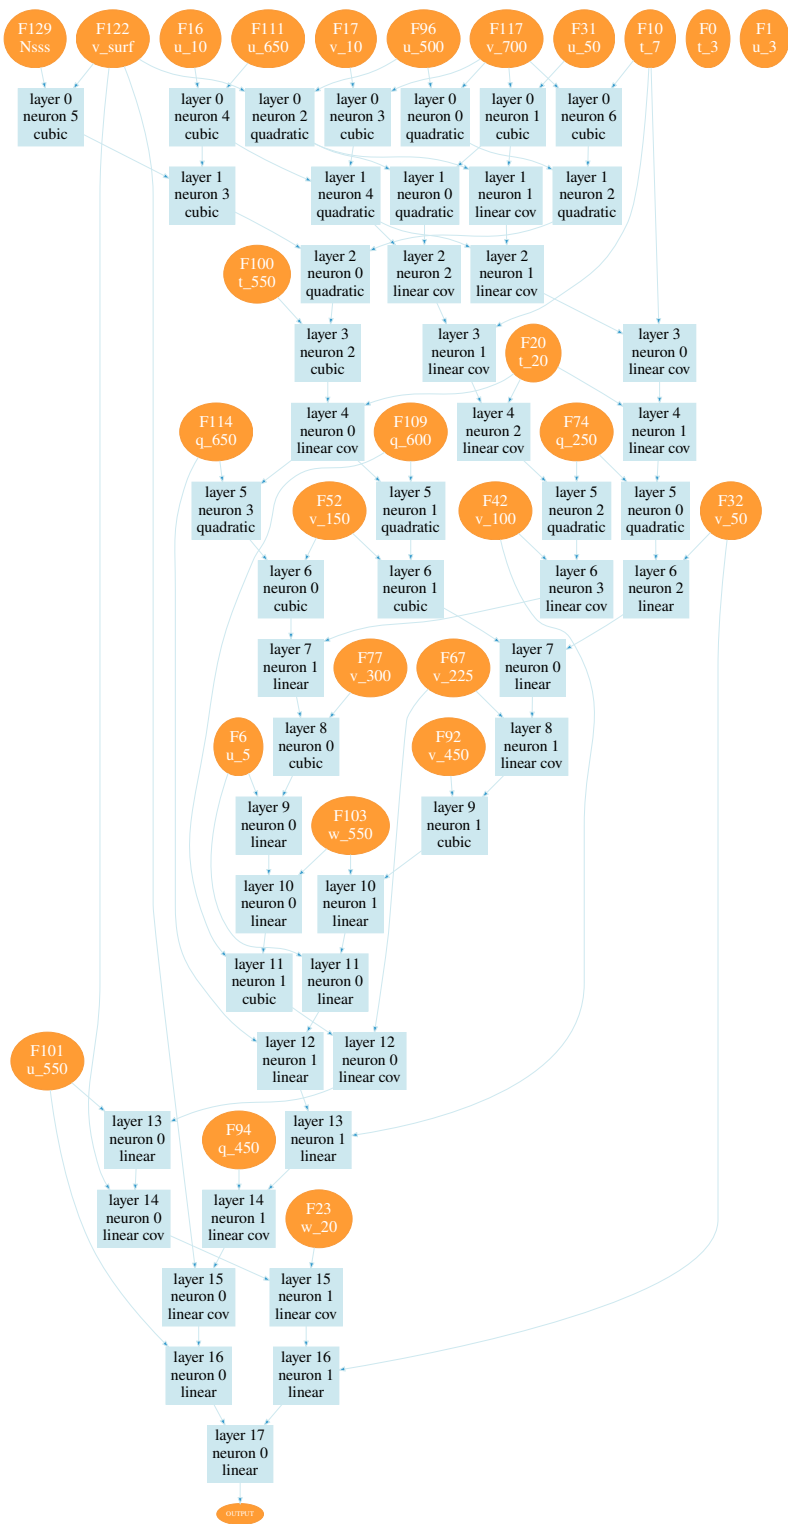 F129
Nsss
F122
v_surf
F16
u_10
F111
u_650
F17
v_10
F96
u_500
F117
v_700
F31
u_50
F10
t_7
F0
t_3
F1
u_3
layer 0
neuron 5
cubic
layer 0
neuron 4
cubic
layer 0
neuron 2
quadratic
layer 0
neuron 3
cubic
layer 0
neuron 0
quadratic
layer 0
neuron 1
cubic
layer 0
neuron 6
cubic
layer 1
neuron 3
cubic
layer 1
neuron 4
quadratic
layer 1
neuron 0
quadratic
layer 1
neuron 1
linear cov
layer 1
neuron 2
quadratic
F100
t_550
layer 2
neuron 0
quadratic
layer 2
neuron 2
linear cov
layer 2
neuron 1
linear cov
layer 3
neuron 2
cubic
layer 3
neuron 1
linear cov
F20
t_20
layer 3
neuron 0
linear cov
F114
q_650
layer 4
neuron 0
linear cov
F109
q_600
layer 4
neuron 2
linear cov
F74
q_250
layer 4
neuron 1
linear cov
layer 5
neuron 3
quadratic
F52
v_150
layer 5
neuron 1
quadratic
F42
v_100
layer 5
neuron 2
quadratic
layer 5
neuron 0
quadratic
F32
v_50
layer 6
neuron 0
cubic
layer 6
neuron 1
cubic
layer 6
neuron 3
linear cov
layer 6
neuron 2
linear
layer 7
neuron 1
linear
F77
v_300
F67
v_225
layer 7
neuron 0
linear
F6
u_5
layer 8
neuron 0
cubic
F92
v_450
layer 8
neuron 1
linear cov
layer 9
neuron 0
linear
F103
w_550
layer 9
neuron 1
cubic
layer 10
neuron 0
linear
layer 10
neuron 1
linear
layer 11
neuron 1
cubic
layer 11
neuron 0
linear
F101
u_550
layer 12
neuron 1
linear
layer 12
neuron 0
linear cov
layer 13
neuron 0
linear
F94
q_450
layer 13
neuron 1
linear
layer 14
neuron 0
linear cov
layer 14
neuron 1
linear cov
F23
w_20
layer 15
neuron 0
linear cov
layer 15
neuron 1
linear cov
layer 16
neuron 0
linear
layer 16
neuron 1
linear
layer 17
neuron 0
linear
OUTPUT